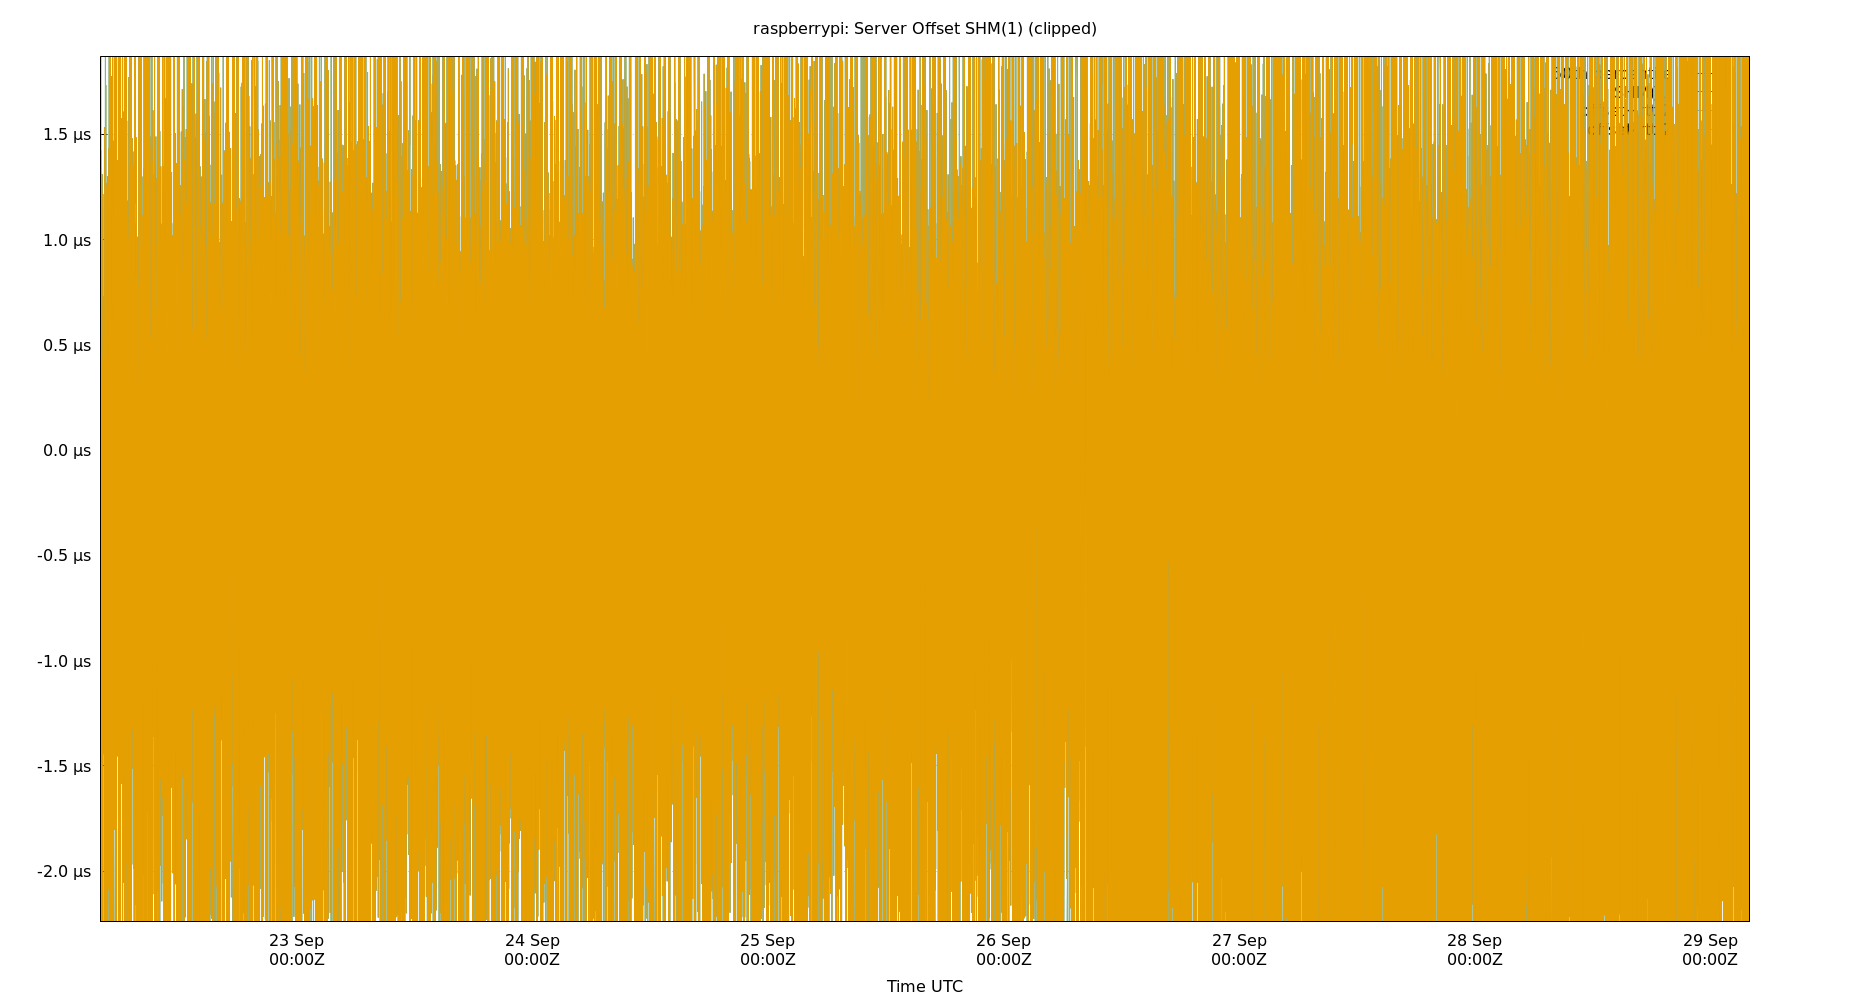 raspberrypi: Server Offset SHM(1) (clipped)
1.5 µs
1.0 µs
0.5 µs
0.0 µs
-0.5 µs
-1.0 µs
-1.5 µs
-2.0 µs
23 Sep 24 Sep 25 Sep 26 Sep 27 Sep 28 Sep 29 Sep
00:00Z 00:00Z 00:00Z 00:00Z 00:00Z 00:00Z 00:00Z
Time UTC